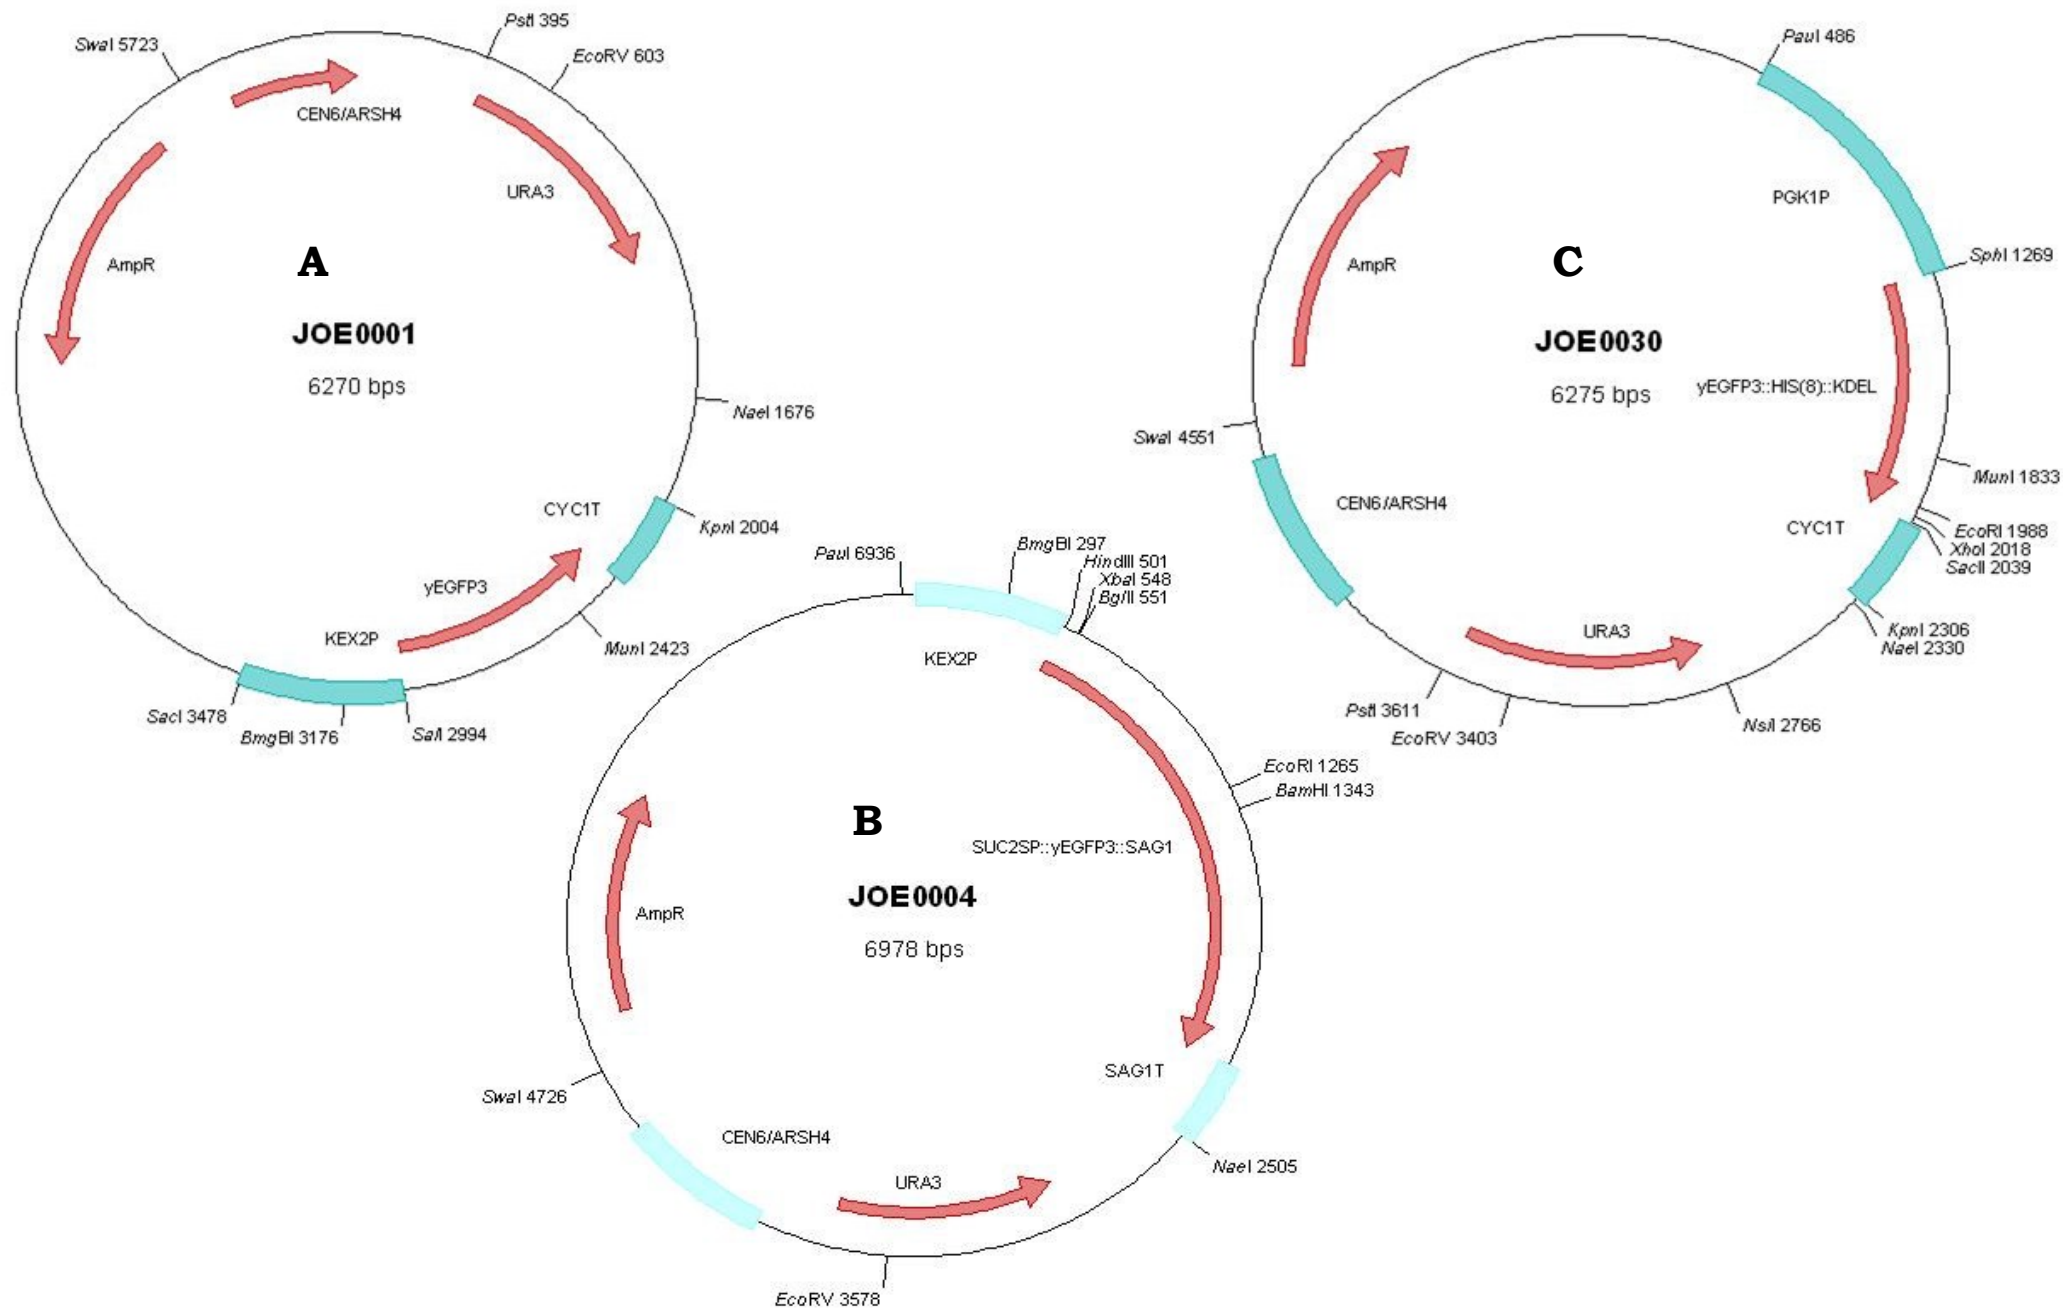 SwaI 5723
PstI 395
EcoRV 603
CEN6/ARSH4
URA3
AmpR
A
JOE0001
6270 bps
NaeI 1676
CYC1T
KpnI 2004
yEGFP3
KEX2P
MunI 2423
SacI 3478
BmgBI 3176
SalI 2994
PauI 6936
BmgBI 297
HindIII 501
XbaI 548
BglII 551
KEX2P
EcoRI 1265
BamHI 1343
B
SUC2SP::yEGFP3::SAG1
JOE0004
AmpR
6978 bps
SAG1T
SwaI 4726
CEN6/ARSH4
NaeI 2505
URA3
EcoRV 3578
PauI 486
PGK1P
SphI 1269
AmpR
C
JOE0030
yEGFP3::HIS(8)::KDEL
6275 bps
SwaI 4551
MunI 1833
CEN6/ARSH4
CYC1T
EcoRI 1988
XhoI 2018
SacII 2039
URA3
KpnI 2306
NaeI 2330
PstI 3611
EcoRV 3403
NsiI 2766